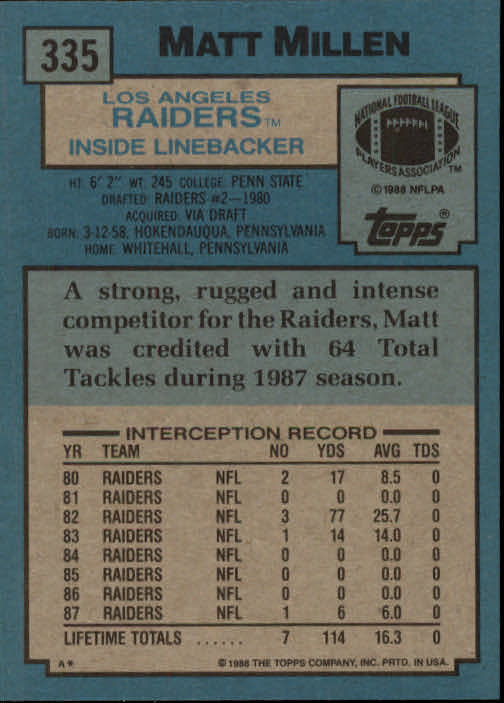 335
MATT MILLEN
LOS ANGELES
RAIDERS™
INSIDE LINEBACKER
NATIONAL FOOTBALL LEAGUE
PLAYERS ASSOCIATION™
© 1988 NFLPA
topps®
HT: 6' 2" WT: 245 COLLEGE: PENN STATE
DRAFTED: RAIDERS #2—1980
ACQUIRED: VIA DRAFT
BORN: 3-12-58, HOKENDAUQUA, PENNSYLVANIA
HOME: WHITEHALL, PENNSYLVANIA
A strong, rugged and intense
competitor for the Raiders, Matt
was credited with 64 Total
Tackles during 1987 season.
INTERCEPTION RECORD
YR TEAM NO YDS AVG TDS
80 RAIDERS NFL 2 17 8.5 0
81 RAIDERS NFL 0 0 0.0 0
82 RAIDERS NFL 3 77 25.7 0
83 RAIDERS NFL 1 14 14.0 0
84 RAIDERS NFL 0 0 0.0 0
85 RAIDERS NFL 0 0 0.0 0
86 RAIDERS NFL 0 0 0.0 0
87 RAIDERS NFL 1 6 6.0 0
LIFETIME TOTALS ...... 7 114 16.3 0
A* © 1988 THE TOPPS COMPANY, INC. PRTD. IN USA.